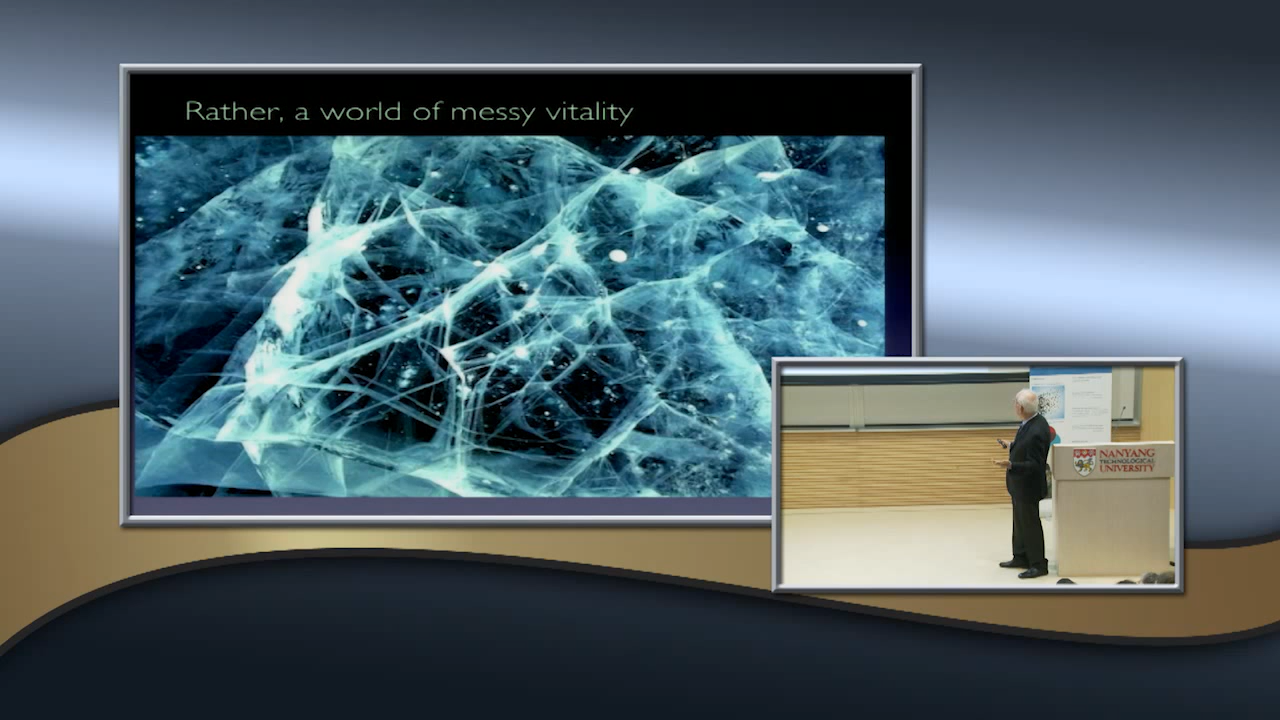 Rather, a world of messy vitality
NANYANG
TECHNOLOGICAL
UNIVERSITY